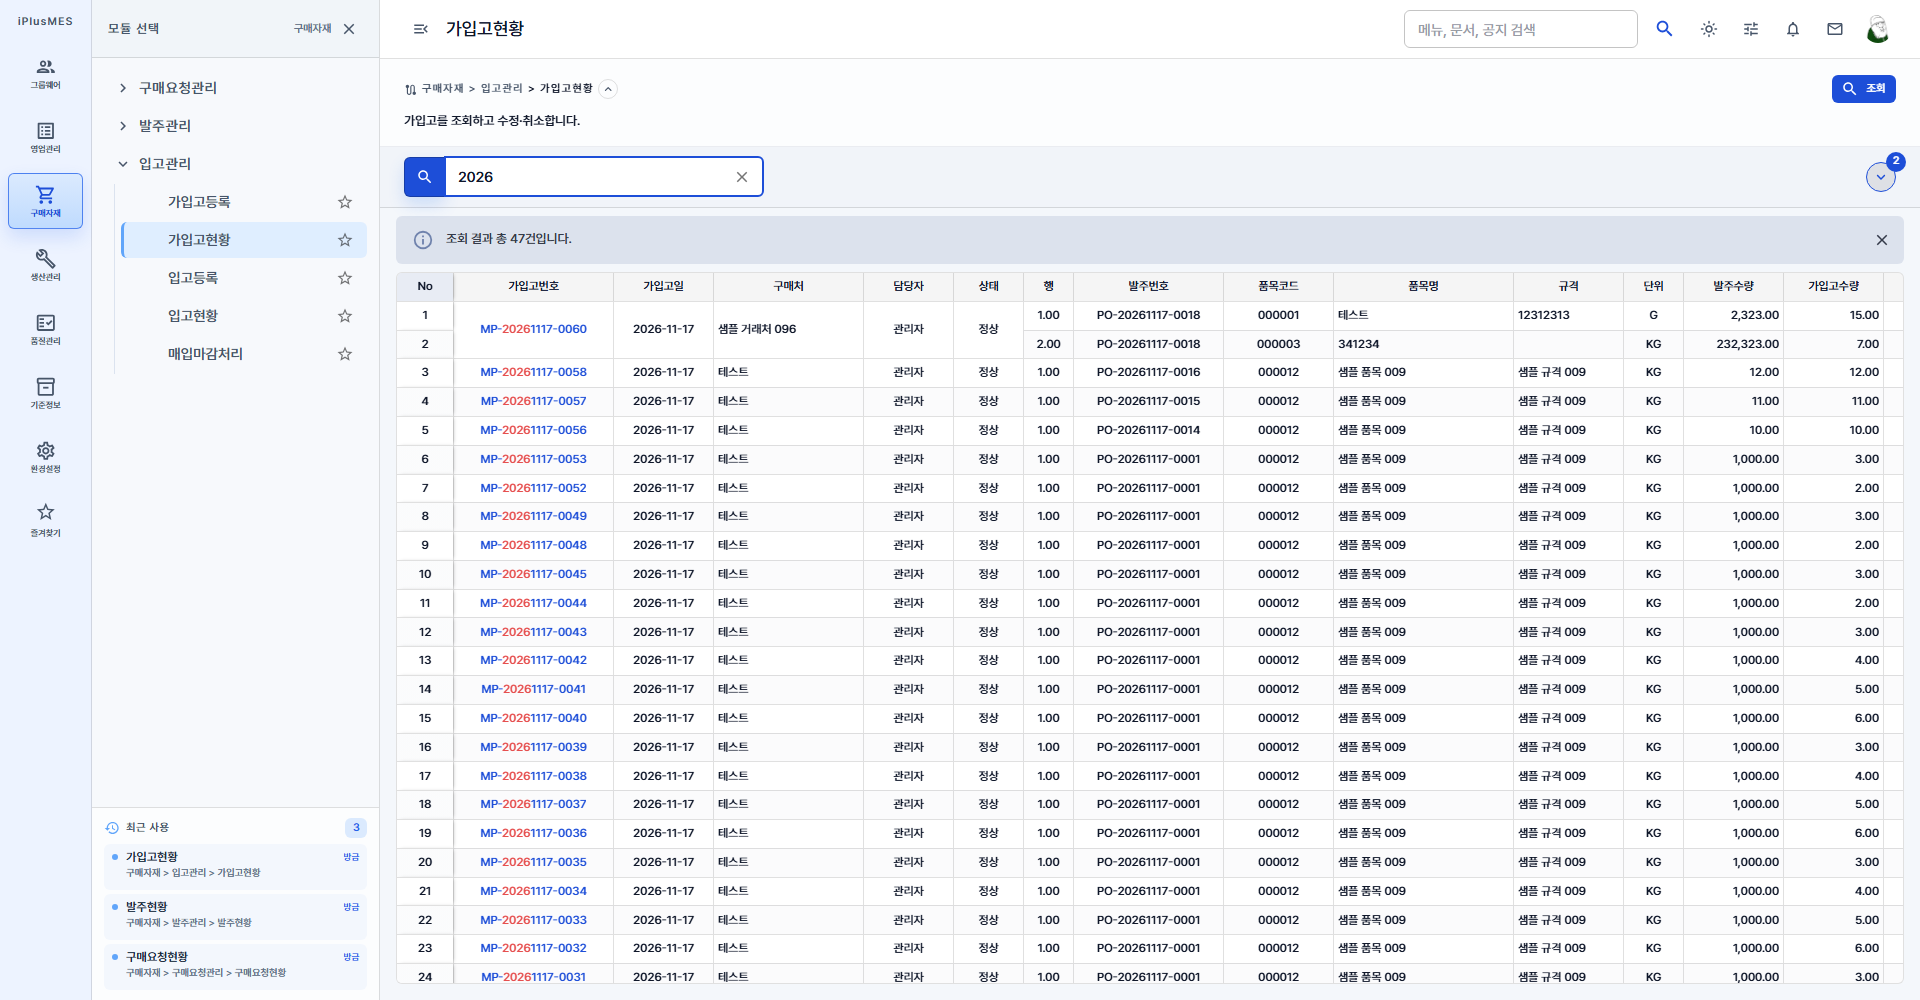 iPlusMES
그룹웨어
영업관리
구매자재
생산관리
품질관리
기준정보
환경설정
즐겨찾기
모듈 선택
구매자재
구매요청관리
발주관리
입고관리
가입고등록
가입고현황
입고등록
입고현황
매입마감처리
최근 사용 3
가입고현황 방금
구매자재 > 입고관리 > 가입고현황
발주현황 방금
구매자재 > 발주관리 > 발주현황
구매요청현황 방금
구매자재 > 구매요청관리 > 구매요청현황
가입고현황
메뉴, 문서, 공지 검색
구매자재 > 입고관리 > 가입고현황
조회
가입고를 조회하고 수정·취소합니다.
2026
2
조회 결과 총 47건입니다.
No 가입고번호 가입고일 구매처 담당자 상태 행 발주번호 품목코드 품목명 규격 단위 발주수량 가입고수량
1 MP-20261117-0060 2026-11-17 샘플 거래처 096 관리자 정상 1.00 PO-20261117-0018 000001 테스트 12312313 G 2,323.00 15.00
2 2.00 PO-20261117-0018 000003 341234 KG 232,323.00 7.00
3 MP-20261117-0058 2026-11-17 테스트 관리자 정상 1.00 PO-20261117-0016 000012 샘플 품목 009 샘플 규격 009 KG 12.00 12.00
4 MP-20261117-0057 2026-11-17 테스트 관리자 정상 1.00 PO-20261117-0015 000012 샘플 품목 009 샘플 규격 009 KG 11.00 11.00
5 MP-20261117-0056 2026-11-17 테스트 관리자 정상 1.00 PO-20261117-0014 000012 샘플 품목 009 샘플 규격 009 KG 10.00 10.00
6 MP-20261117-0053 2026-11-17 테스트 관리자 정상 1.00 PO-20261117-0001 000012 샘플 품목 009 샘플 규격 009 KG 1,000.00 3.00
7 MP-20261117-0052 2026-11-17 테스트 관리자 정상 1.00 PO-20261117-0001 000012 샘플 품목 009 샘플 규격 009 KG 1,000.00 2.00
8 MP-20261117-0049 2026-11-17 테스트 관리자 정상 1.00 PO-20261117-0001 000012 샘플 품목 009 샘플 규격 009 KG 1,000.00 3.00
9 MP-20261117-0048 2026-11-17 테스트 관리자 정상 1.00 PO-20261117-0001 000012 샘플 품목 009 샘플 규격 009 KG 1,000.00 2.00
10 MP-20261117-0045 2026-11-17 테스트 관리자 정상 1.00 PO-20261117-0001 000012 샘플 품목 009 샘플 규격 009 KG 1,000.00 3.00
11 MP-20261117-0044 2026-11-17 테스트 관리자 정상 1.00 PO-20261117-0001 000012 샘플 품목 009 샘플 규격 009 KG 1,000.00 2.00
12 MP-20261117-0043 2026-11-17 테스트 관리자 정상 1.00 PO-20261117-0001 000012 샘플 품목 009 샘플 규격 009 KG 1,000.00 3.00
13 MP-20261117-0042 2026-11-17 테스트 관리자 정상 1.00 PO-20261117-0001 000012 샘플 품목 009 샘플 규격 009 KG 1,000.00 4.00
14 MP-20261117-0041 2026-11-17 테스트 관리자 정상 1.00 PO-20261117-0001 000012 샘플 품목 009 샘플 규격 009 KG 1,000.00 5.00
15 MP-20261117-0040 2026-11-17 테스트 관리자 정상 1.00 PO-20261117-0001 000012 샘플 품목 009 샘플 규격 009 KG 1,000.00 6.00
16 MP-20261117-0039 2026-11-17 테스트 관리자 정상 1.00 PO-20261117-0001 000012 샘플 품목 009 샘플 규격 009 KG 1,000.00 3.00
17 MP-20261117-0038 2026-11-17 테스트 관리자 정상 1.00 PO-20261117-0001 000012 샘플 품목 009 샘플 규격 009 KG 1,000.00 4.00
18 MP-20261117-0037 2026-11-17 테스트 관리자 정상 1.00 PO-20261117-0001 000012 샘플 품목 009 샘플 규격 009 KG 1,000.00 5.00
19 MP-20261117-0036 2026-11-17 테스트 관리자 정상 1.00 PO-20261117-0001 000012 샘플 품목 009 샘플 규격 009 KG 1,000.00 6.00
20 MP-20261117-0035 2026-11-17 테스트 관리자 정상 1.00 PO-20261117-0001 000012 샘플 품목 009 샘플 규격 009 KG 1,000.00 3.00
21 MP-20261117-0034 2026-11-17 테스트 관리자 정상 1.00 PO-20261117-0001 000012 샘플 품목 009 샘플 규격 009 KG 1,000.00 4.00
22 MP-20261117-0033 2026-11-17 테스트 관리자 정상 1.00 PO-20261117-0001 000012 샘플 품목 009 샘플 규격 009 KG 1,000.00 5.00
23 MP-20261117-0032 2026-11-17 테스트 관리자 정상 1.00 PO-20261117-0001 000012 샘플 품목 009 샘플 규격 009 KG 1,000.00 6.00
24 MP-20261117-0031 2026-11-17 테스트 관리자 정상 1.00 PO-20261117-0001 000012 샘플 품목 009 샘플 규격 009 KG 1,000.00 3.00